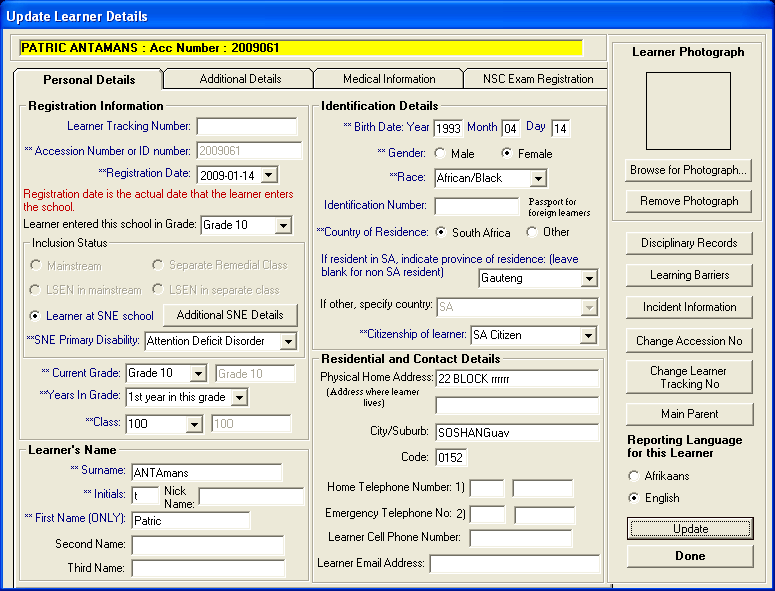 Update Learner Details
PATRIC ANTAMANS : Acc Number : 2009061
Personal Details
Additional Details
Medical Information
NSC Exam Registration
Registration Information
Learner Tracking Number:
** Accession Number or ID number: 2009061
**Registration Date: 2009-01-14
Registration date is the actual date that the learner enters
the school.
Learner entered this school in Grade: Grade 10
Inclusion Status
Mainstream
Separate Remedial Class
LSEN in mainstream
LSEN in separate class
Learner at SNE school
Additional SNE Details
**SNE Primary Disability: Attention Deficit Disorder
** Current Grade: Grade 10 Grade 10
**Years In Grade: 1st year in this grade
**Class: 10O 10O
Learner's Name
** Surname: ANTAmans
** Initials: t Nick
Name:
** First Name (ONLY): Patric
Second Name:
Third Name:
Identification Details
** Birth Date: Year 1993 Month 04 Day 14
** Gender: Male Female
**Race: African/Black
Identification Number: Passport for
foreign learners
**Country of Residence: South Africa Other
If resident in SA, indicate province of residence: (leave
blank for non SA resident)
Gauteng
If other, specify country: SA
**Citizenship of learner: SA Citizen
Residential and Contact Details
Physical Home Address: 22 BLOCK rrrrrr
(Address where learner
lives)
City/Suburb: SOSHANGuav
Code: 0152
Home Telephone Number: 1)
Emergency Telephone No: 2)
Learner Cell Phone Number:
Learner Email Address:
Learner Photograph
Browse for Photograph...
Remove Photograph
Disciplinary Records
Learning Barriers
Incident Information
Change Accession No
Change Learner
Tracking No
Main Parent
Reporting Language
for this Learner
Afrikaans
English
Update
Done